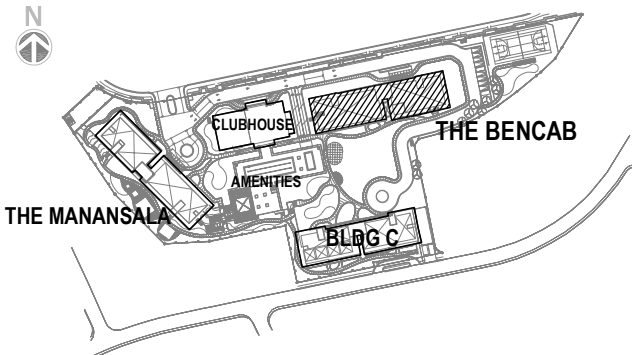 N
CLUBHOUSE
THE BENCAB
AMENITIES
THE MANANSALA
BLDG C